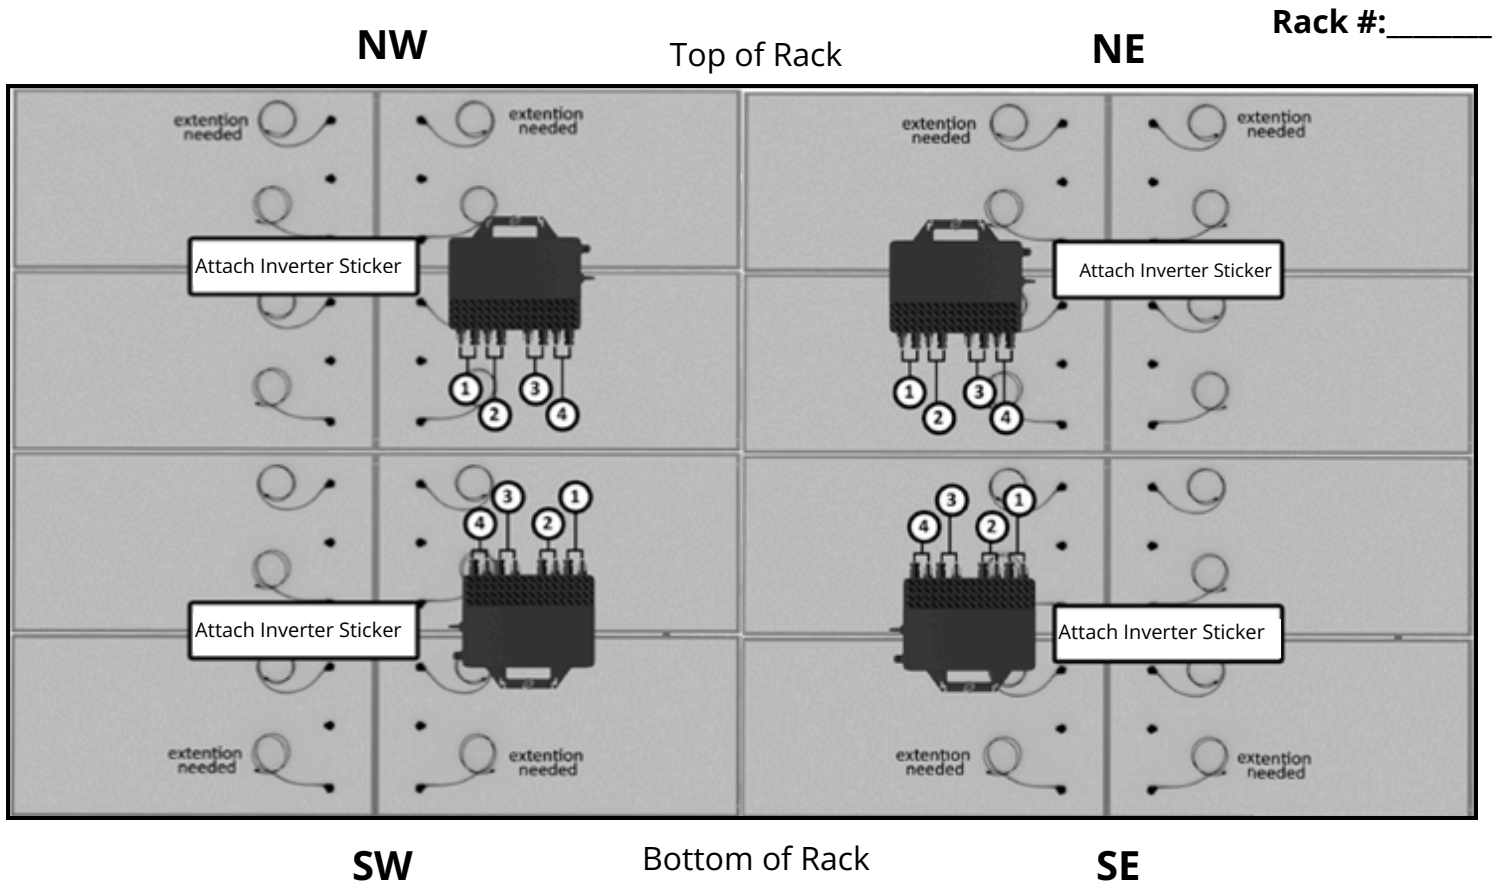 Rack #:________
NW
Top of Rack
NE
extention
needed
extention
needed
extention
needed
extention
needed
Attach Inverter Sticker
Attach Inverter Sticker
1
2
3
4
1
2
3
4
4
3
2
1
4
3
2
1
Attach Inverter Sticker
Attach Inverter Sticker
extention
needed
extention
needed
extention
needed
extention
needed
SW
Bottom of Rack
SE